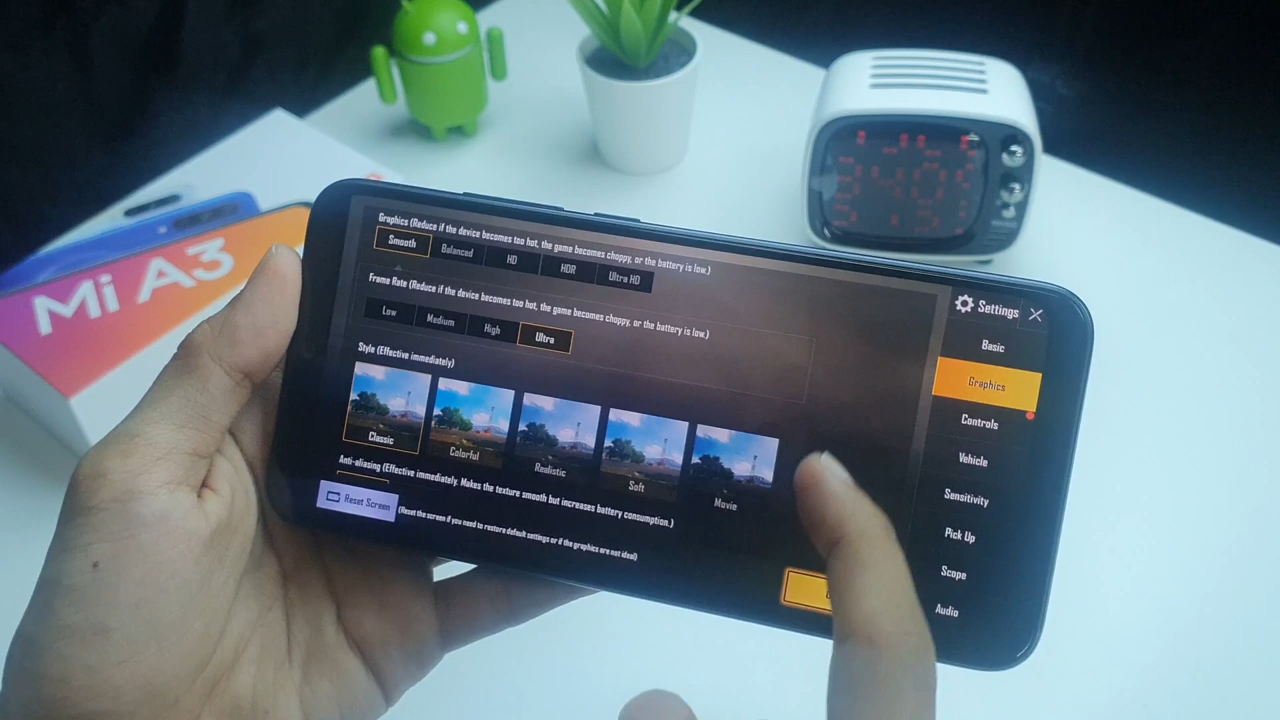 Mi A3
Graphics (Reduce if the device becomes too hot, the game becomes choppy, or the battery is low.)
Smooth
Balanced
HD
HDR
Ultra HD
Frame Rate (Reduce if the device becomes too hot, the game becomes choppy, or the battery is low.)
Low
Medium
High
Ultra
Style (Effective immediately)
Classic
Colorful
Realistic
Soft
Movie
Anti-aliasing (Effective immediately. Makes the texture smooth but increases battery consumption.)
Reset Screen
(Reset the screen if you need to restore default settings or if the graphics are not ideal)
Settings
Basic
Graphics
Controls
Vehicle
Sensitivity
Pick Up
Scope
Audio